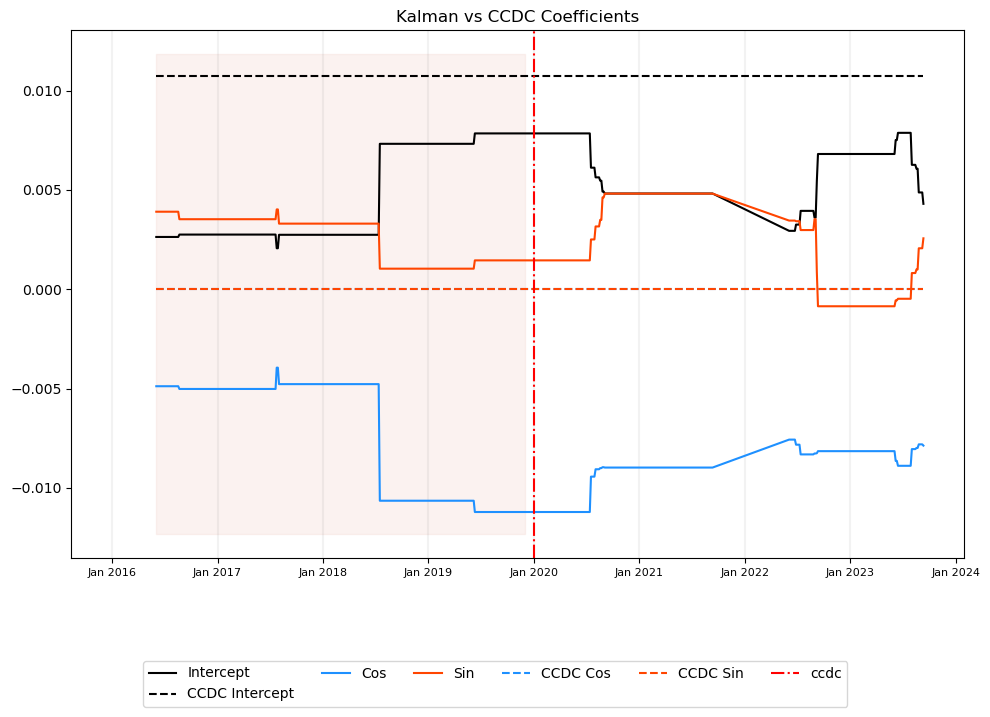 Kalman vs CCDC Coefficients
0.010
0.005
0.000
−0.005
−0.010
Jan 2016 Jan 2017 Jan 2018 Jan 2019 Jan 2020 Jan 2021 Jan 2022 Jan 2023 Jan 2024
Intercept Cos Sin CCDC Cos CCDC Sin ccdc
CCDC Intercept